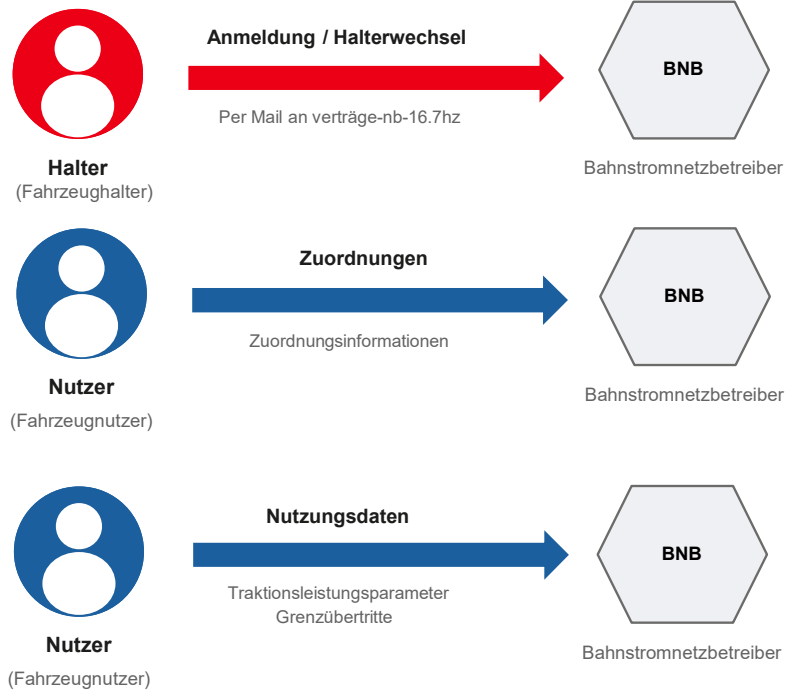 Anmeldung / Halterwechsel
BNB
Per Mail an verträge-nb-16.7hz
Halter
(Fahrzeughalter)
Bahnstromnetzbetreiber
Zuordnungen
BNB
Zuordnungsinformationen
Nutzer
(Fahrzeugnutzer)
Bahnstromnetzbetreiber
Nutzungsdaten
BNB
Traktionsleistungsparameter
Grenzübertritte
Nutzer
(Fahrzeugnutzer)
Bahnstromnetzbetreiber